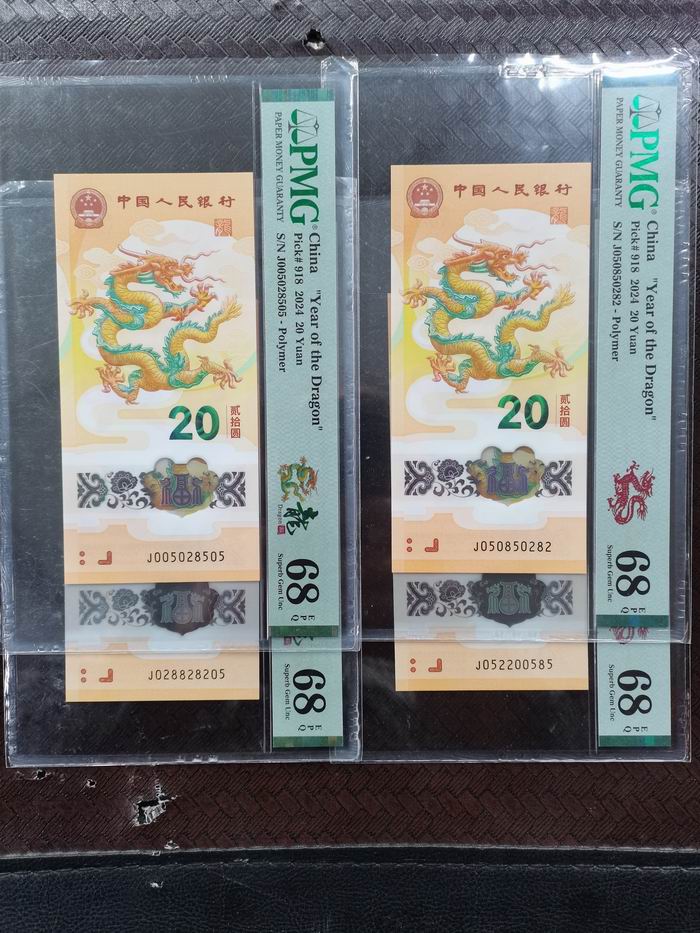 中国人民银行
20
贰拾圆
J005028505
J028828205
PMG®
PAPER MONEY GUARANTY
China "Year of the Dragon"
Pick# 918 2024 20 Yuan
S/N J005028505 - Polymer
龍
Dragon
68
EPQ
Superb Gem Unc
68
EPQ
Superb Gem Unc
中国人民银行
20
贰拾圆
J050850282
J052200585
PMG®
PAPER MONEY GUARANTY
China "Year of the Dragon"
Pick# 918 2024 20 Yuan
S/N J050850282 - Polymer
68
EPQ
Superb Gem Unc
68
EPQ
Superb Gem Unc